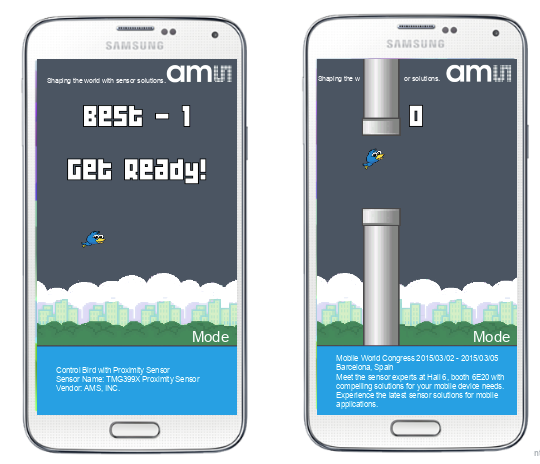 SAMSUNG
Shaping the world with sensor solutions. amu
Best - 1
Get Ready!
Mode
Control Bird with Proximity Sensor
Sensor Name: TMG399X Proximity Sensor
Vendor: AMS, INC.
SAMSUNG
Shaping the w or solutions. amu
0
Mode
Mobile World Congress 2015/03/02 - 2015/03/05
Barcelona, Spain
Meet the sensor experts at Hall 6, booth 6E20 with
compelling solutions for your mobile device needs.
Experience the latest sensor solutions for mobile
applications.